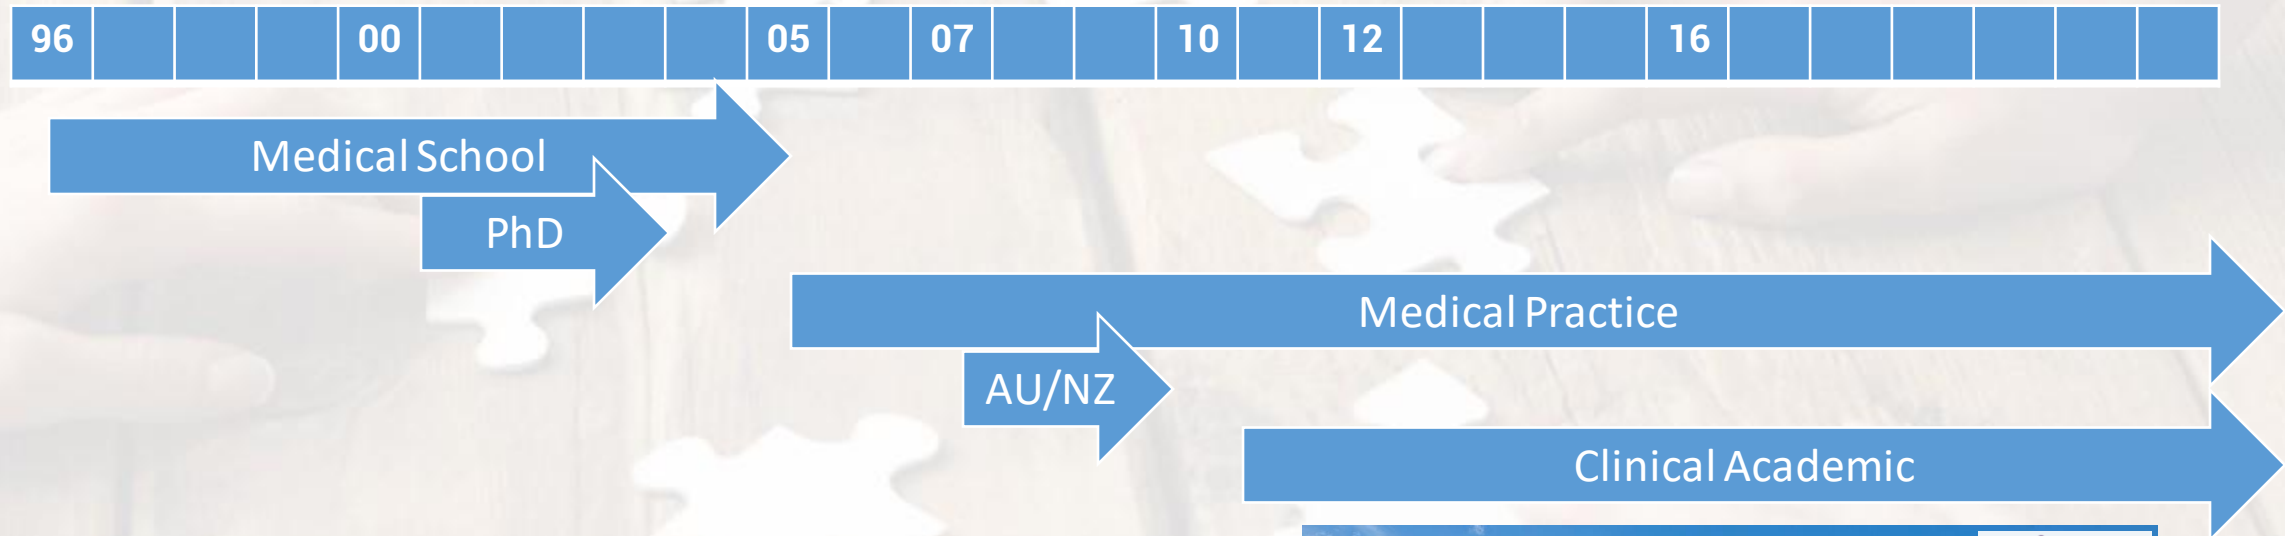 96 00 05 07 10 12 16
Medical School
PhD
Medical Practice
AU/NZ
Clinical Academic